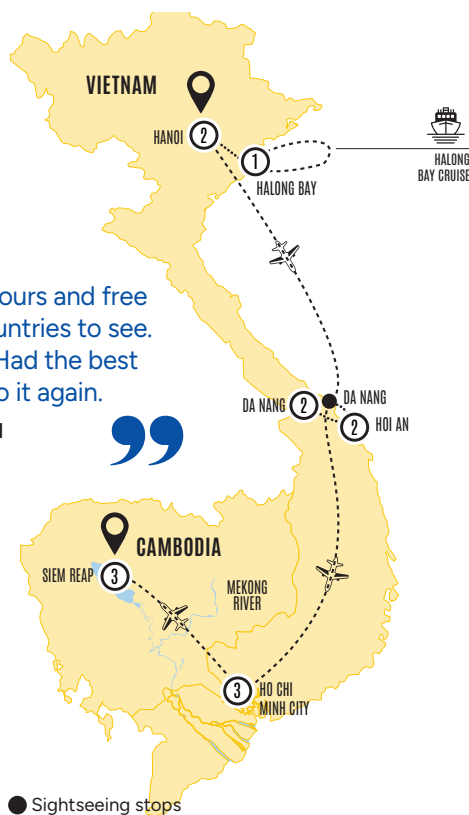 VIETNAM
HANOI
2
1
HALONG BAY
HALONG
BAY CRUISE
ours and free
untries to see.
Had the best
o it again.
”
DA NANG
2
DA NANG
2
HOI AN
CAMBODIA
SIEM REAP
3
MEKONG
RIVER
3
HO CHI
MINH CITY
Sightseeing stops